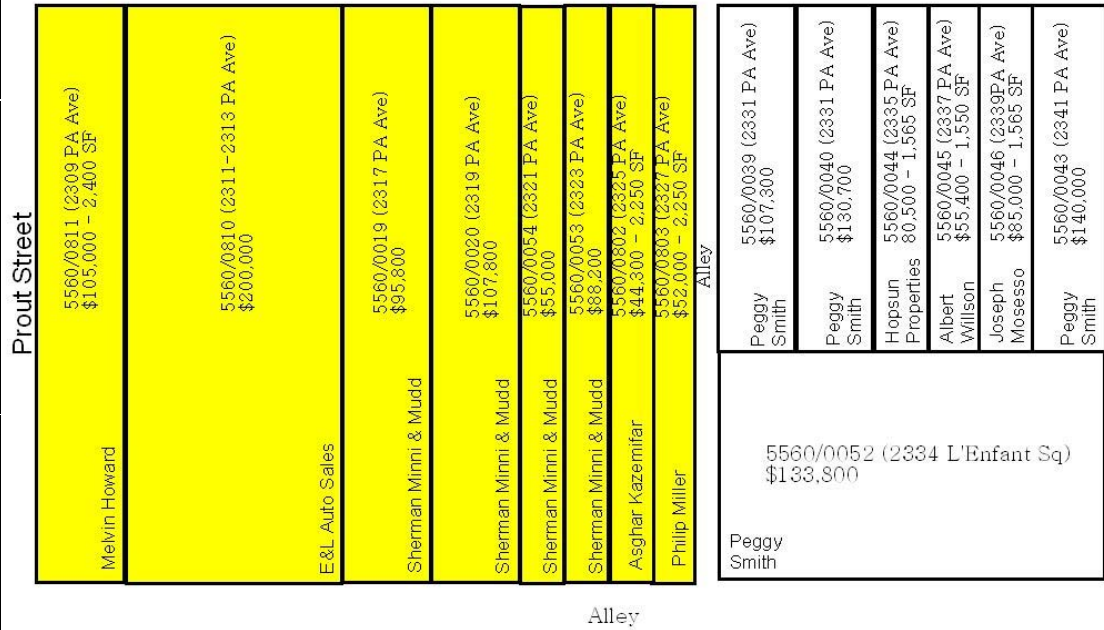 Prout Street
5560/0811 (2309 PA Ave)
$105,000 - 2,400 SF
Melvin Howard
5560/0810 (2311-2313 PA Ave)
$200,000
E&L Auto Sales
5560/0019 (2317 PA Ave)
$95,800
Sherman Minni & Mudd
5560/0020 (2319 PA Ave)
$107,800
Sherman Minni & Mudd
5560/0054 (2321 PA Ave)
$55,000
Sherman Minni & Mudd
5560/0053 (2323 PA Ave)
$88,200
Sherman Minni & Mudd
5560/0802 (2325 PA Ave)
$44,300 - 2,250 SF
Asghar Kazemifar
5560/0803 (2327 PA Ave)
$52,000 - 2,250 SF
Philip Miller
Alley
5560/0039 (2331 PA Ave)
$107,300
Peggy
Smith
5560/0040 (2331 PA Ave)
$130,700
Peggy
Smith
5560/0044 (2335 PA Ave)
80,500 - 1,565 SF
Hopsun
Properties
5560/0045 (2337 PA Ave)
$55,400 - 1,550 SF
Albert
Willson
5560/0046 (2339PA Ave)
$85,000 - 1,565 SF
Joseph
Mosesso
5560/0043 (2341 PA Ave)
$140,000
Peggy
Smith
5560/0052 (2334 L'Enfant Sq)
$133,800
Peggy
Smith
Alley